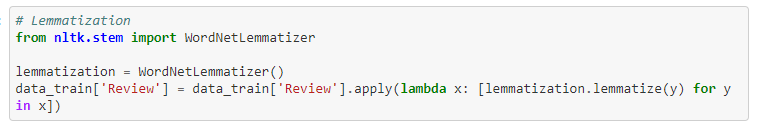 # Lemmatization
from nltk.stem import WordNetLemmatizer
lemmatization = WordNetLemmatizer()
data_train['Review'] = data_train['Review'].apply(lambda x: [lemmatization.lemmatize(y) for y
in x])